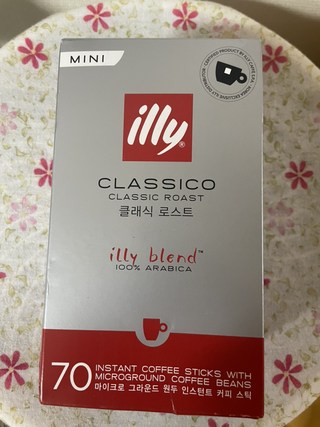 MINI
illy
CLASSICO
CLASSIC ROAST
클래식 로스트
illy blend™
100% ARABICA
70 INSTANT COFFEE STICKS WITH
MICROGROUND COFFEE BEANS
마이크로 그라운드 원두 인스턴트 커피 스틱